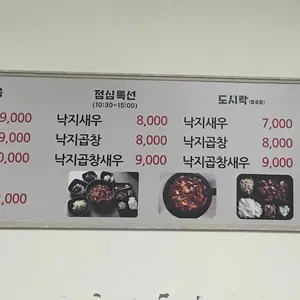 점심특선
(10:30~15:00)
도시락 (밥포함)
9,000
낙지새우 8,000
낙지새우 7,000
9,000
낙지곱창 8,000
낙지곱창 8,000
0,000
낙지곱창새우 9,000
낙지곱창새우 9,000
,000